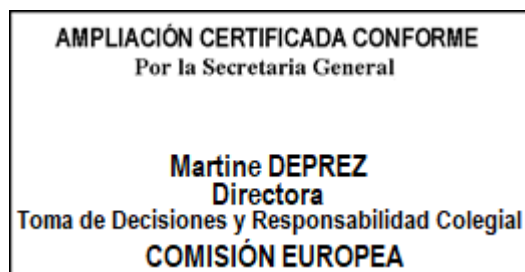 AMPLIACIÓN CERTIFICADA CONFORME
Por la Secretaria General
Martine DEPREZ
Directora
Toma de Decisiones y Responsabilidad Colegial
COMISIÓN EUROPEA